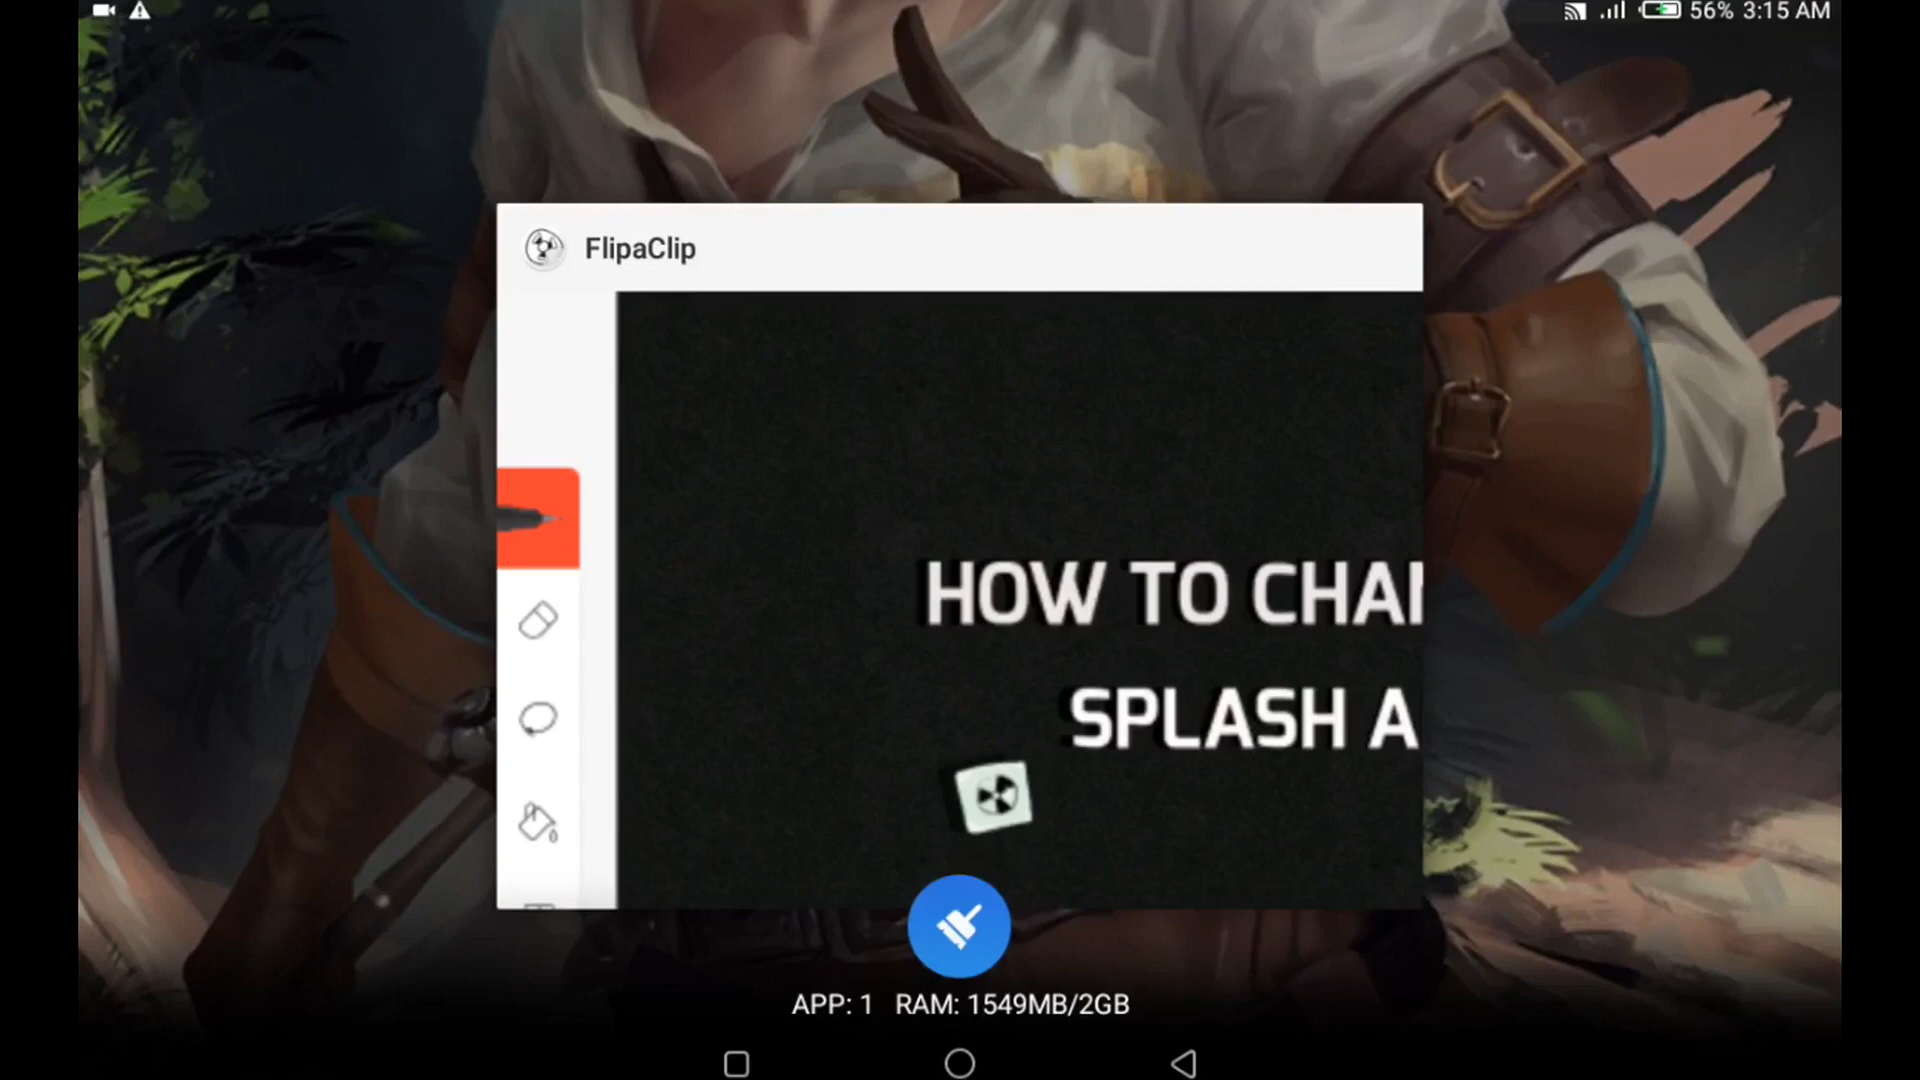 56% 3:15 AM
FlipaClip
HOW TO CHA
SPLASH A
APP: 1 RAM: 1549MB/2GB